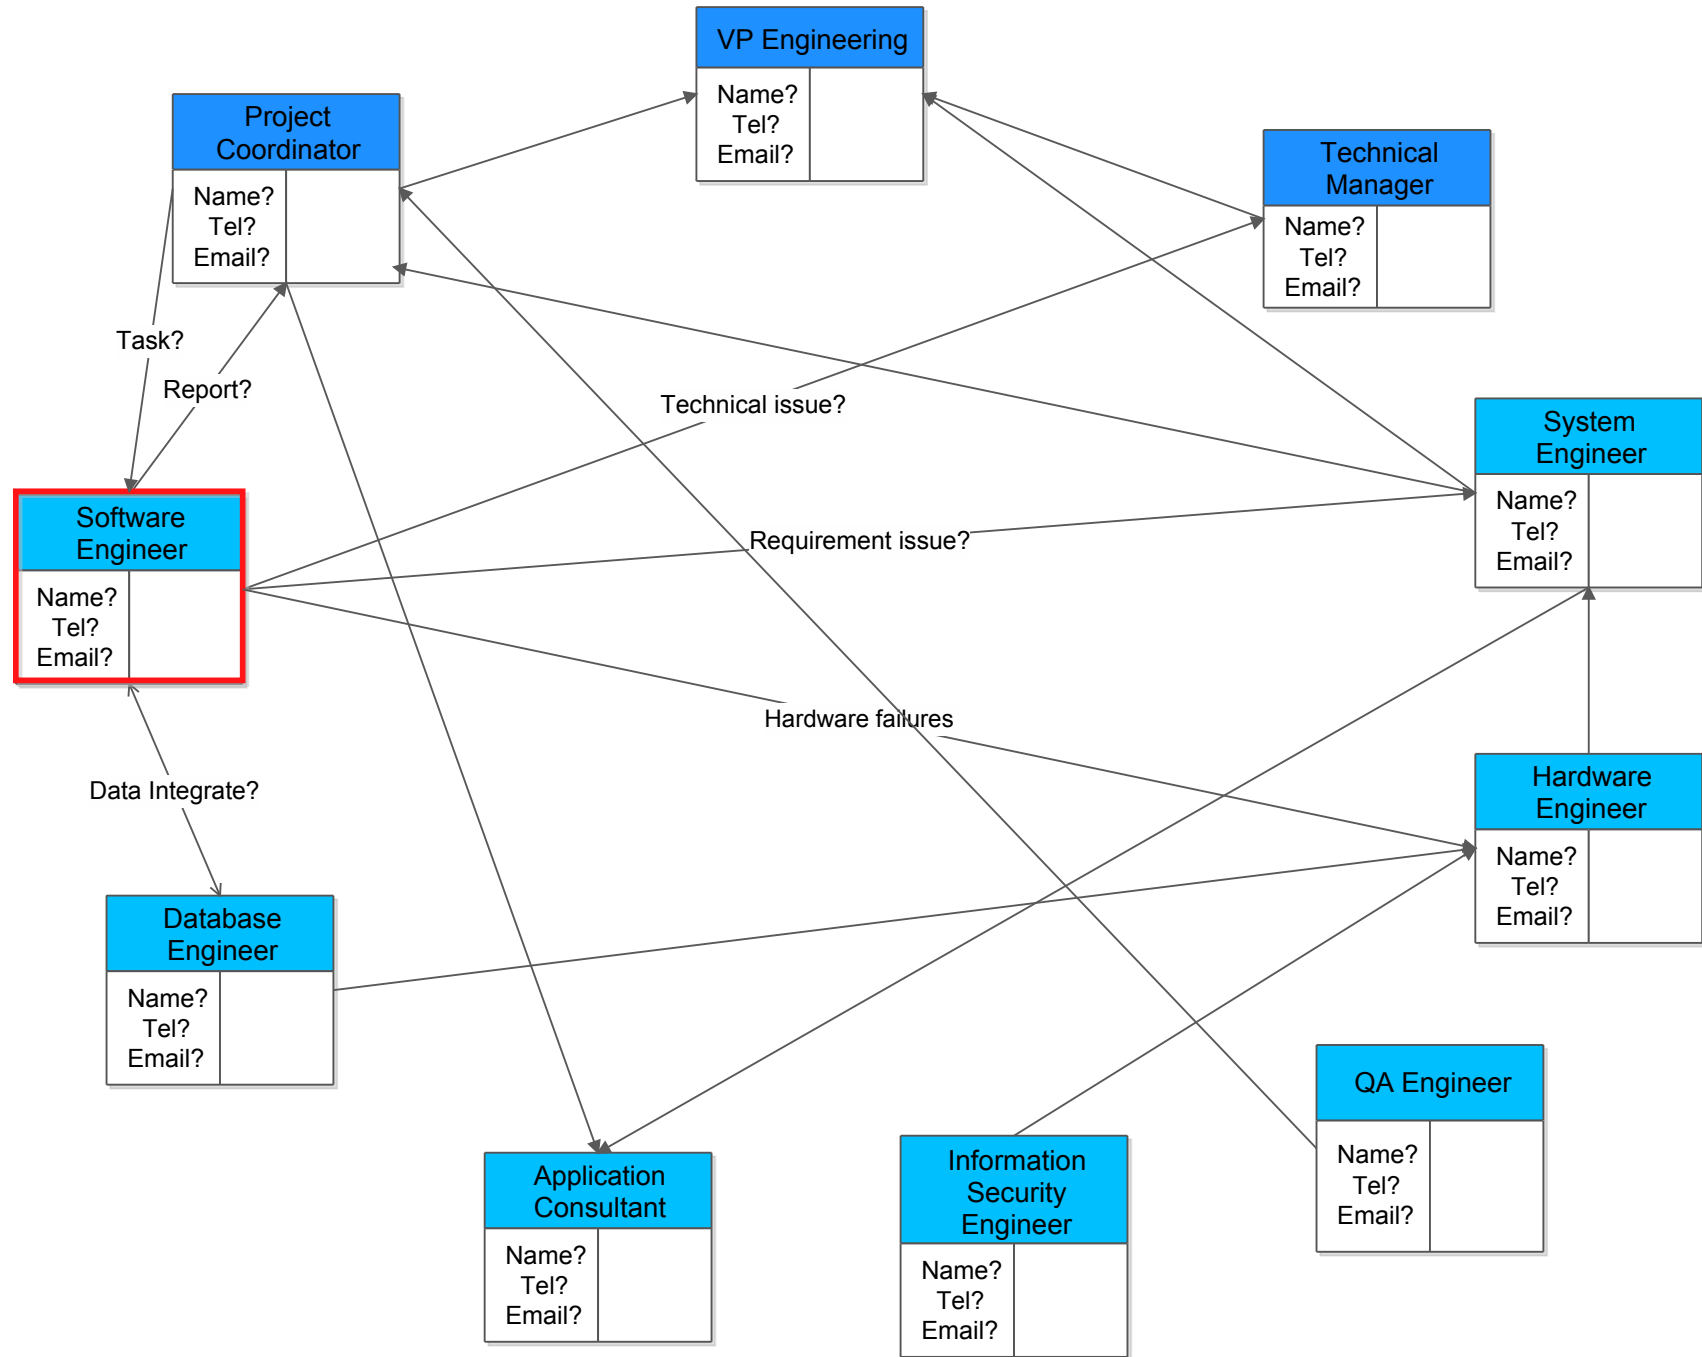 VP Engineering
Name?
Tel?
Email?
Project
Coordinator
Name?
Tel?
Email?
Technical
Manager
Name?
Tel?
Email?
Task?
Report?
Technical issue?
System
Engineer
Name?
Tel?
Email?
Software
Engineer
Name?
Tel?
Email?
Requirement issue?
Hardware failures
Data Integrate?
Hardware
Engineer
Name?
Tel?
Email?
Database
Engineer
Name?
Tel?
Email?
QA Engineer
Name?
Tel?
Email?
Application
Consultant
Name?
Tel?
Email?
Information
Security
Engineer
Name?
Tel?
Email?